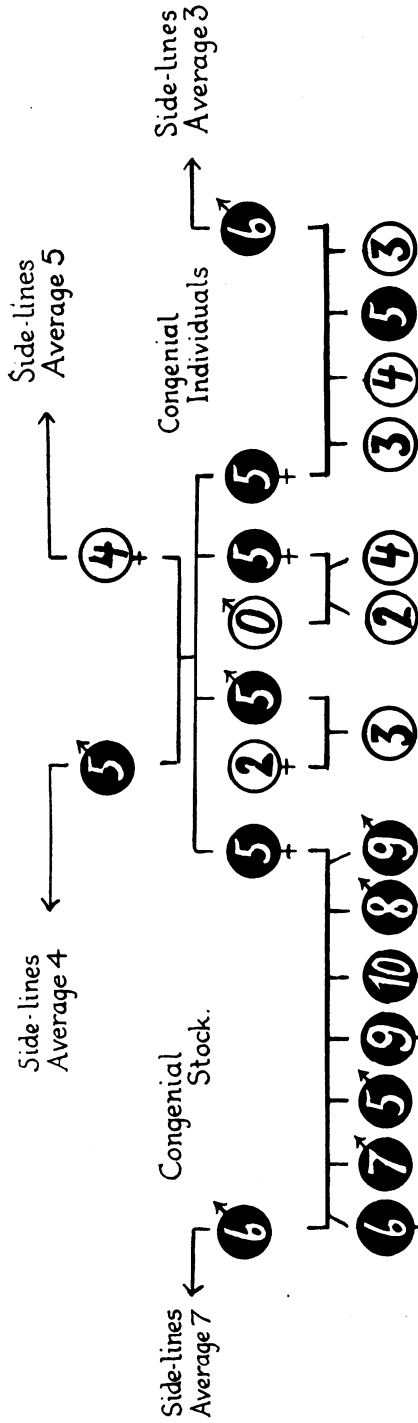 Side-lines
Average 4
Side-lines
Average 5
5 4
Side-lines
Average 7
Congenial
Stock.
Congenial
Individuals
Side-lines
Average 3
6 5 2 5 0 5 5 6
6 7 5 9 10 8 9 3 2 4 3 4 5 3